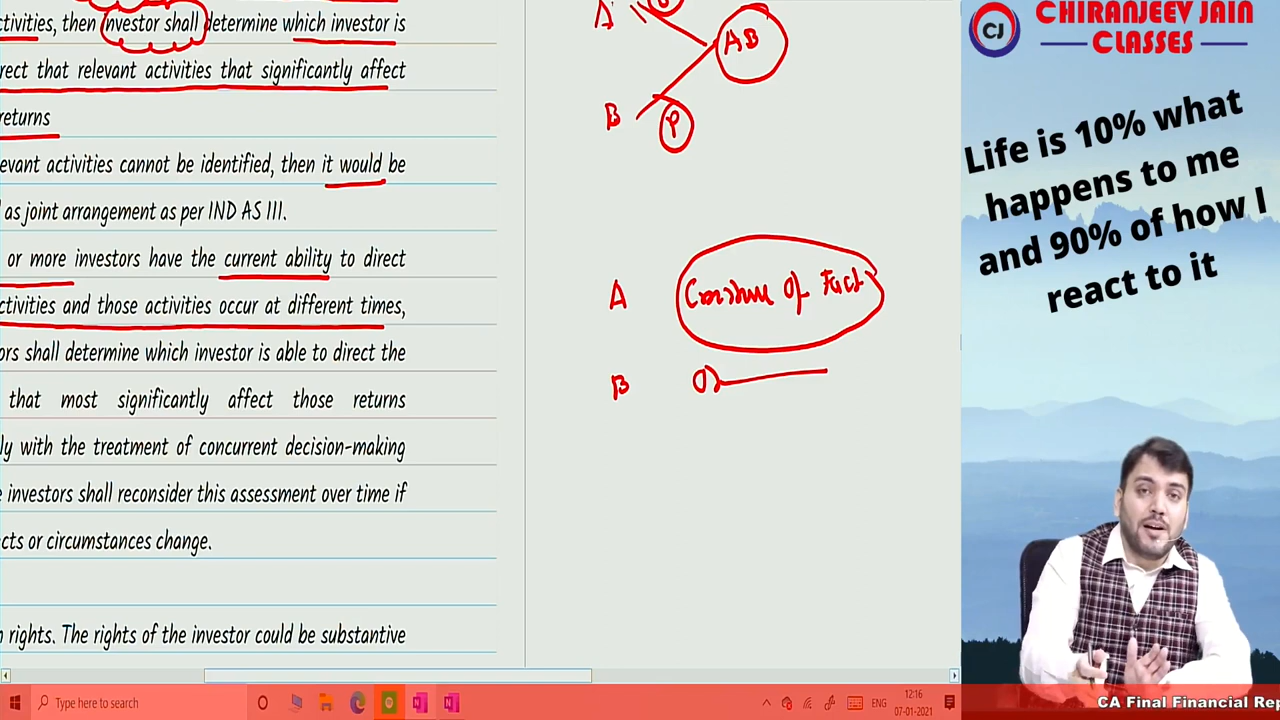 ctivities, then investor shall determine which investor is
rect that relevant activities that significantly affect
returns
evant activities cannot be identified, then it would be
as joint arrangement as per IND AS III.
or more investors have the current ability to direct
ctivities and those activities occur at different times,
ors shall determine which investor is able to direct the
that most significantly affect those returns
ly with the treatment of concurrent decision-making
e investors shall reconsider this assessment over time if
cts or circumstances change.
n rights. The rights of the investor could be substantive
A
AB
B
P
A
Of Fact
B
CJ
CHIRANJEEV JAIN
CLASSES
Life is 10% what
happens to me
and 90% of how I
react to it
Type here to search
ENG
12:16
07-01-2021
CA Final Financial Rep